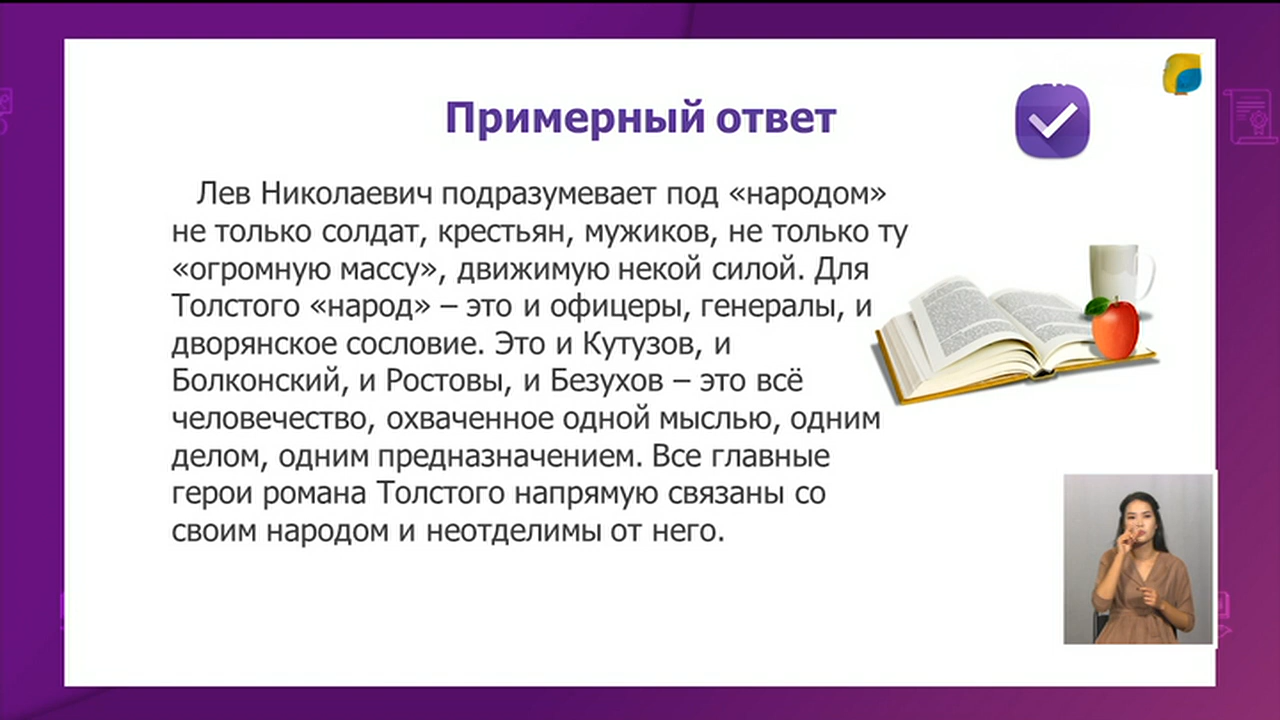 Примерный ответ
Лев Николаевич подразумевает под «народом»
не только солдат, крестьян, мужиков, не только ту
«огромную массу», движимую некой силой. Для
Толстого «народ» – это и офицеры, генералы, и
дворянское сословие. Это и Кутузов, и
Болконский, и Ростовы, и Безухов – это всё
человечество, охваченное одной мыслью, одним
делом, одним предназначением. Все главные
герои романа Толстого напрямую связаны со
своим народом и неотделимы от него.